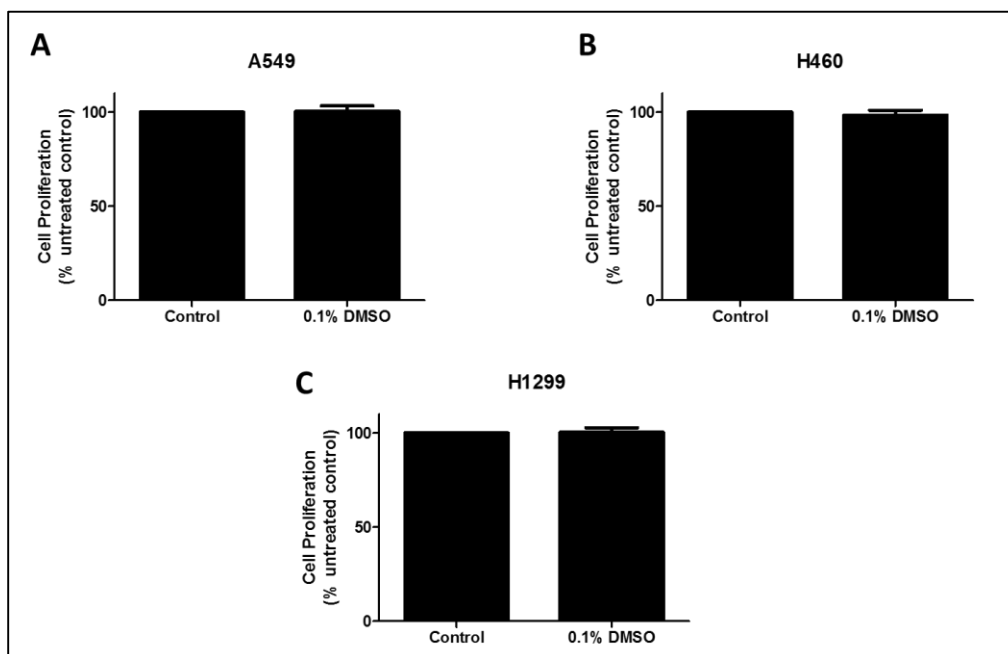 A
A549
Cell Proliferation
(% untreated control)
100
50
0
Control 0.1% DMSO
B
H460
Cell Proliferation
(% untreated control)
100
50
0
Control 0.1% DMSO
C
H1299
Cell Proliferation
(% untreated control)
100
50
0
Control 0.1% DMSO